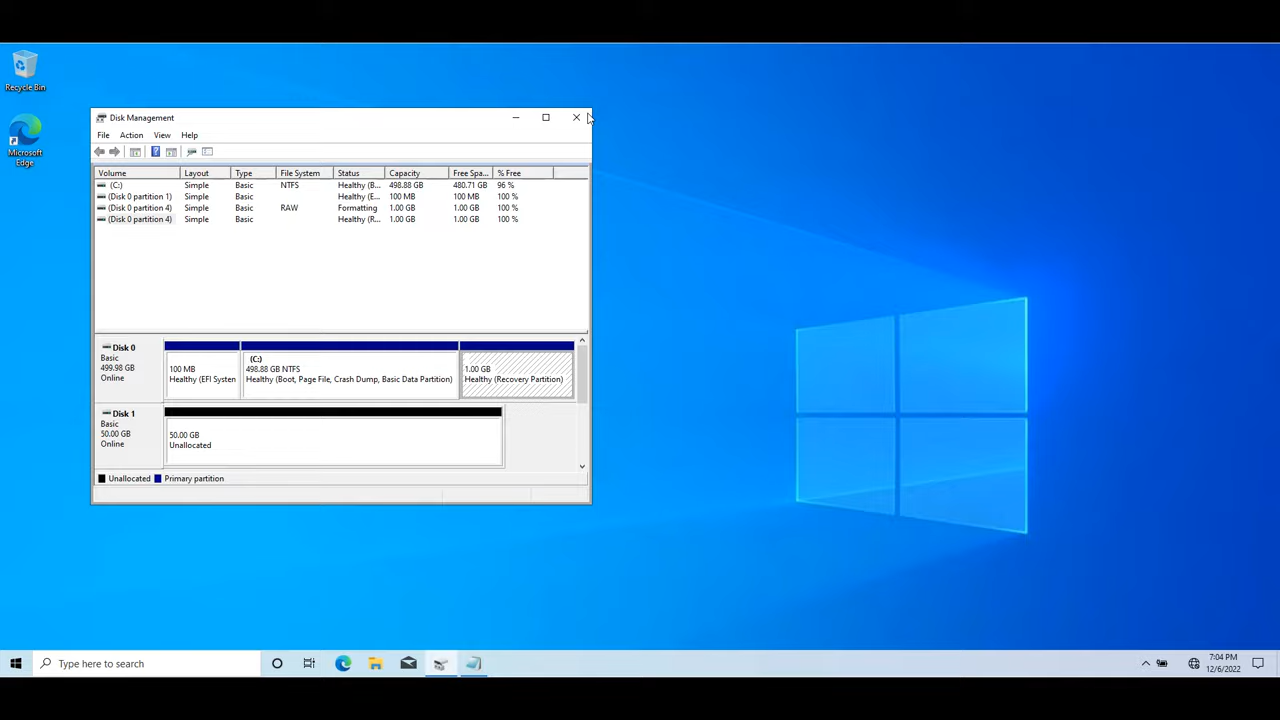 Recycle Bin
Microsoft
Edge
Disk Management
File Action View Help
Volume Layout Type File System Status Capacity Free Spa... % Free
(C:) Simple Basic NTFS Healthy (B... 498.88 GB 480.71 GB 96 %
(Disk 0 partition 1) Simple Basic Healthy (E... 100 MB 100 MB 100 %
(Disk 0 partition 4) Simple Basic RAW Formatting 1.00 GB 1.00 GB 100 %
(Disk 0 partition 4) Simple Basic Healthy (R... 1.00 GB 1.00 GB 100 %
Disk 0
Basic
499.98 GB
Online
100 MB
Healthy (EFI System
(C:)
498.88 GB NTFS
Healthy (Boot, Page File, Crash Dump, Basic Data Partition)
1.00 GB
Healthy (Recovery Partition)
Disk 1
Basic
50.00 GB
Online
50.00 GB
Unallocated
Unallocated Primary partition
Type here to search
7:04 PM
12/6/2022